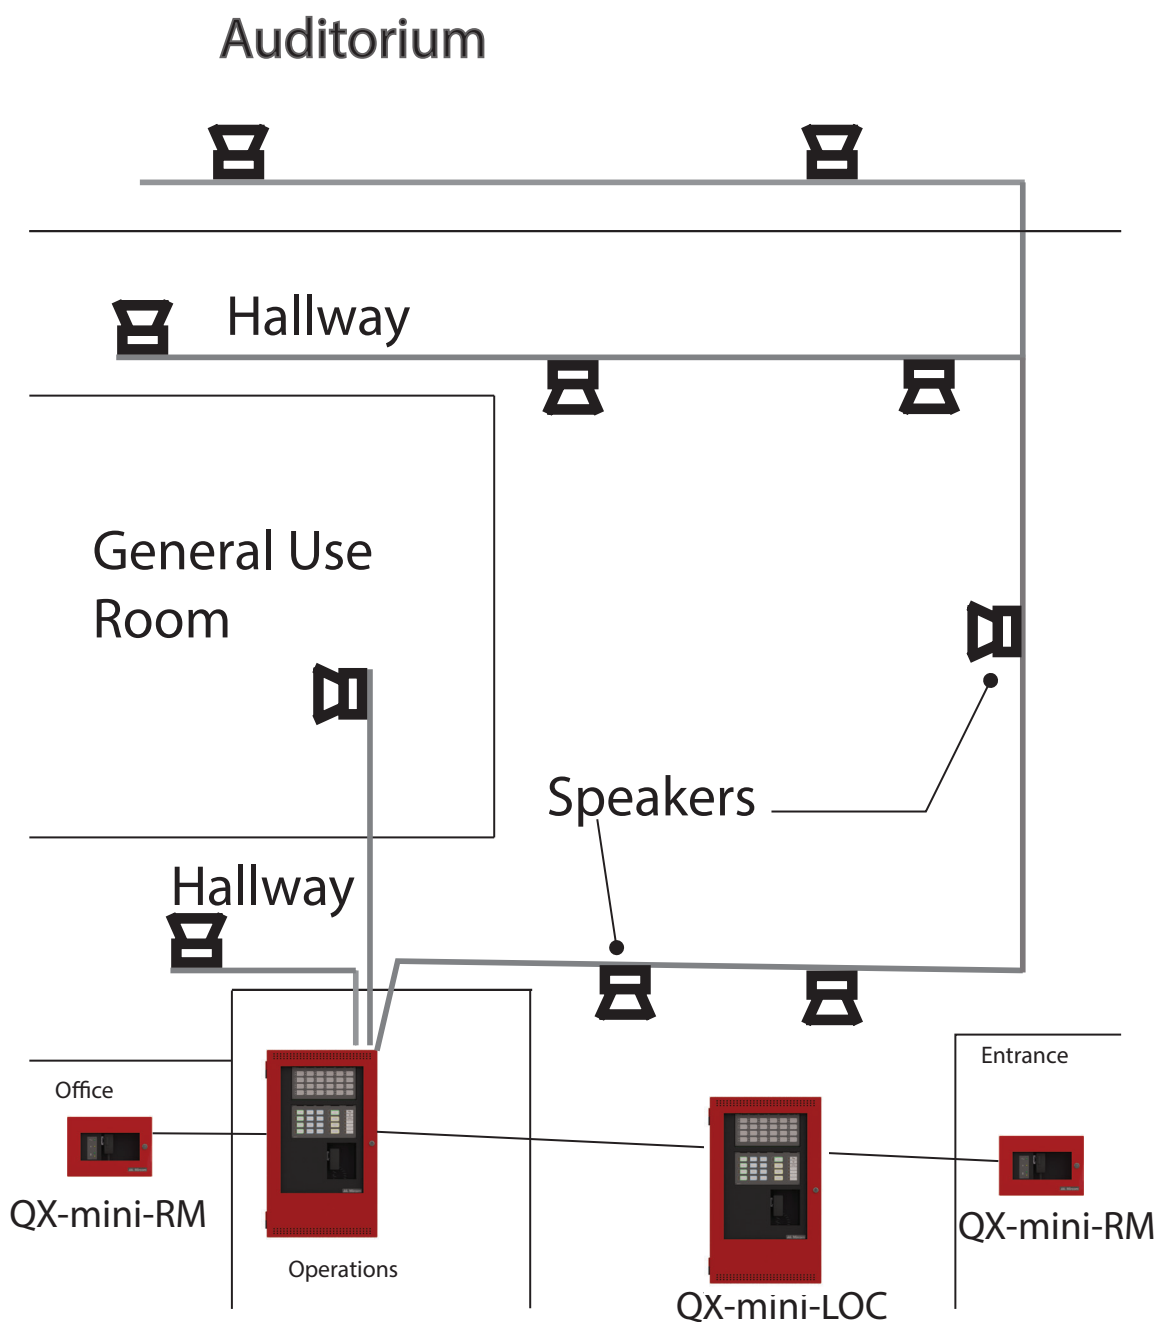 Auditorium
Hallway
General Use
Room
Speakers
Hallway
Office
Entrance
QX-mini-RM
QX-mini-RM
Operations
QX-mini-LOC